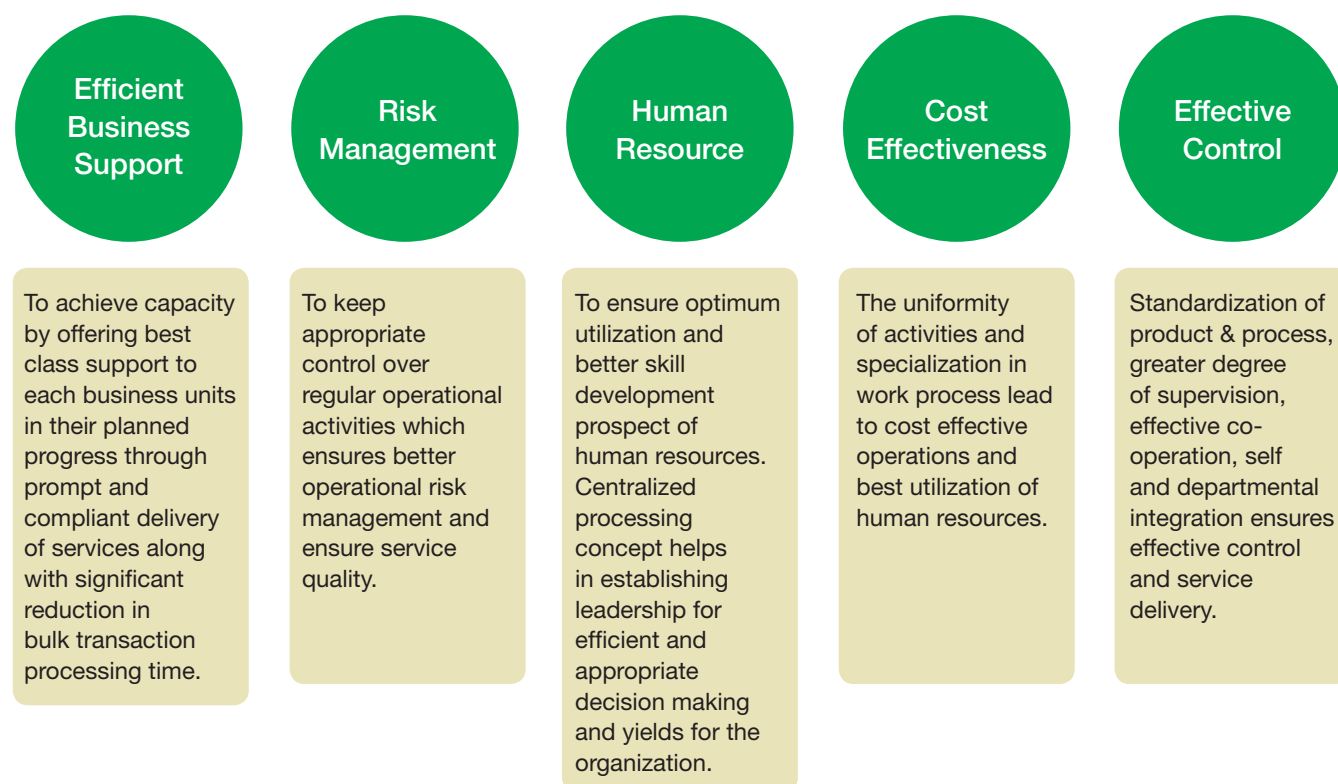 Efficient
Business
Support
Risk
Management
Human
Resource
Cost
Effectiveness
Effective
Control
To achieve capacity
by offering best
class support to
each business units
in their planned
progress through
prompt and
compliant delivery
of services along
with significant
reduction in
bulk transaction
processing time.
To keep
appropriate
control over
regular operational
activities which
ensures better
operational risk
management and
ensure service
quality.
To ensure optimum
utilization and
better skill
development
prospect of
human resources.
Centralized
processing
concept helps
in establishing
leadership for
efficient and
appropriate
decision making
and yields for the
organization.
The uniformity
of activities and
specialization in
work process lead
to cost effective
operations and
best utilization of
human resources.
Standardization of
product & process,
greater degree
of supervision,
effective co-
operation, self
and departmental
integration ensures
effective control
and service
delivery.